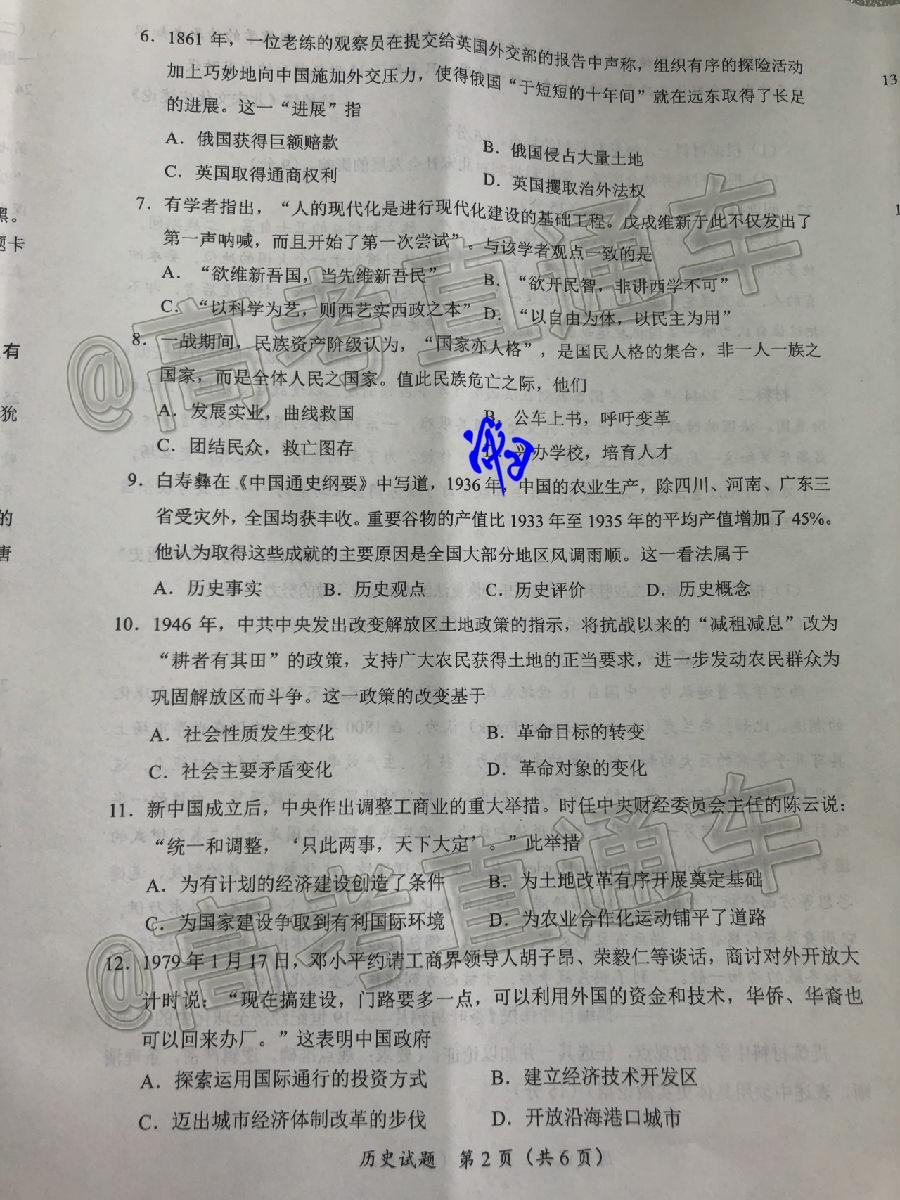 6．1861 年，一位老练的观察员在提交给英国外交部的报告中声称，组织有序的探险活动
加上巧妙地向中国施加外交压力，使得俄国“于短短的十年间”就在远东取得了长足
的进展。这一“进展”指
A．俄国获得巨额赔款 B．俄国侵占大量土地
C．英国取得通商权利 D．英国攫取治外法权
7．有学者指出，“人的现代化是进行现代化建设的基础工程。戊戌维新于此不仅发出了
第一声呐喊，而且开始了第一次尝试”。与该学者观点一致的是
A．“欲维新吾国，当先维新吾民” B．“欲开民智，非讲西学不可”
C．“以科学为艺，则西艺实西政之本” D．“以自由为体，以民主为用”
8．一战期间，民族资产阶级认为，“国家亦人格”，是国民人格的集合，非一人一族之
国家，而是全体人民之国家。值此民族危亡之际，他们
A．发展实业，曲线救国 B．公车上书，呼吁变革
C．团结民众，救亡图存 办学校，培育人才
9．白寿彝在《中国通史纲要》中写道，1936 年，中国的农业生产，除四川、河南、广东三
省受灾外，全国均获丰收。重要谷物的产值比 1933 年至 1935 年的平均产值增加了 45%。
他认为取得这些成就的主要原因是全国大部分地区风调雨顺。这一看法属于
A．历史事实 B．历史观点 C．历史评价 D．历史概念
10．1946 年，中共中央发出改变解放区土地政策的指示，将抗战以来的“减租减息”改为
“耕者有其田”的政策，支持广大农民获得土地的正当要求，进一步发动农民群众为
巩固解放区而斗争。这一政策的改变基于
A．社会性质发生变化 B．革命目标的转变
C．社会主要矛盾变化 D．革命对象的变化
11．新中国成立后，中央作出调整工商业的重大举措。时任中央财经委员会主任的陈云说：
“统一和调整，‘只此两事，天下大定’。”此举措
A．为有计划的经济建设创造了条件 B．为土地改革有序开展奠定基础
C．为国家建设争取到有利国际环境 D．为农业合作化运动铺平了道路
12．1979 年 1 月 17 日，邓小平约请工商界领导人胡子昂、荣毅仁等谈话，商讨对外开放大
计时说：“现在搞建设，门路要多一点，可以利用外国的资金和技术，华侨、华裔也
可以回来办厂。”这表明中国政府
A．探索运用国际通行的投资方式 B．建立经济技术开发区
C．迈出城市经济体制改革的步伐 D．开放沿海港口城市
历史试题 第 2 页（共 6 页）
@高考直通车
@高考直通车
黑。
题卡
有
犹
的
唐
13
1